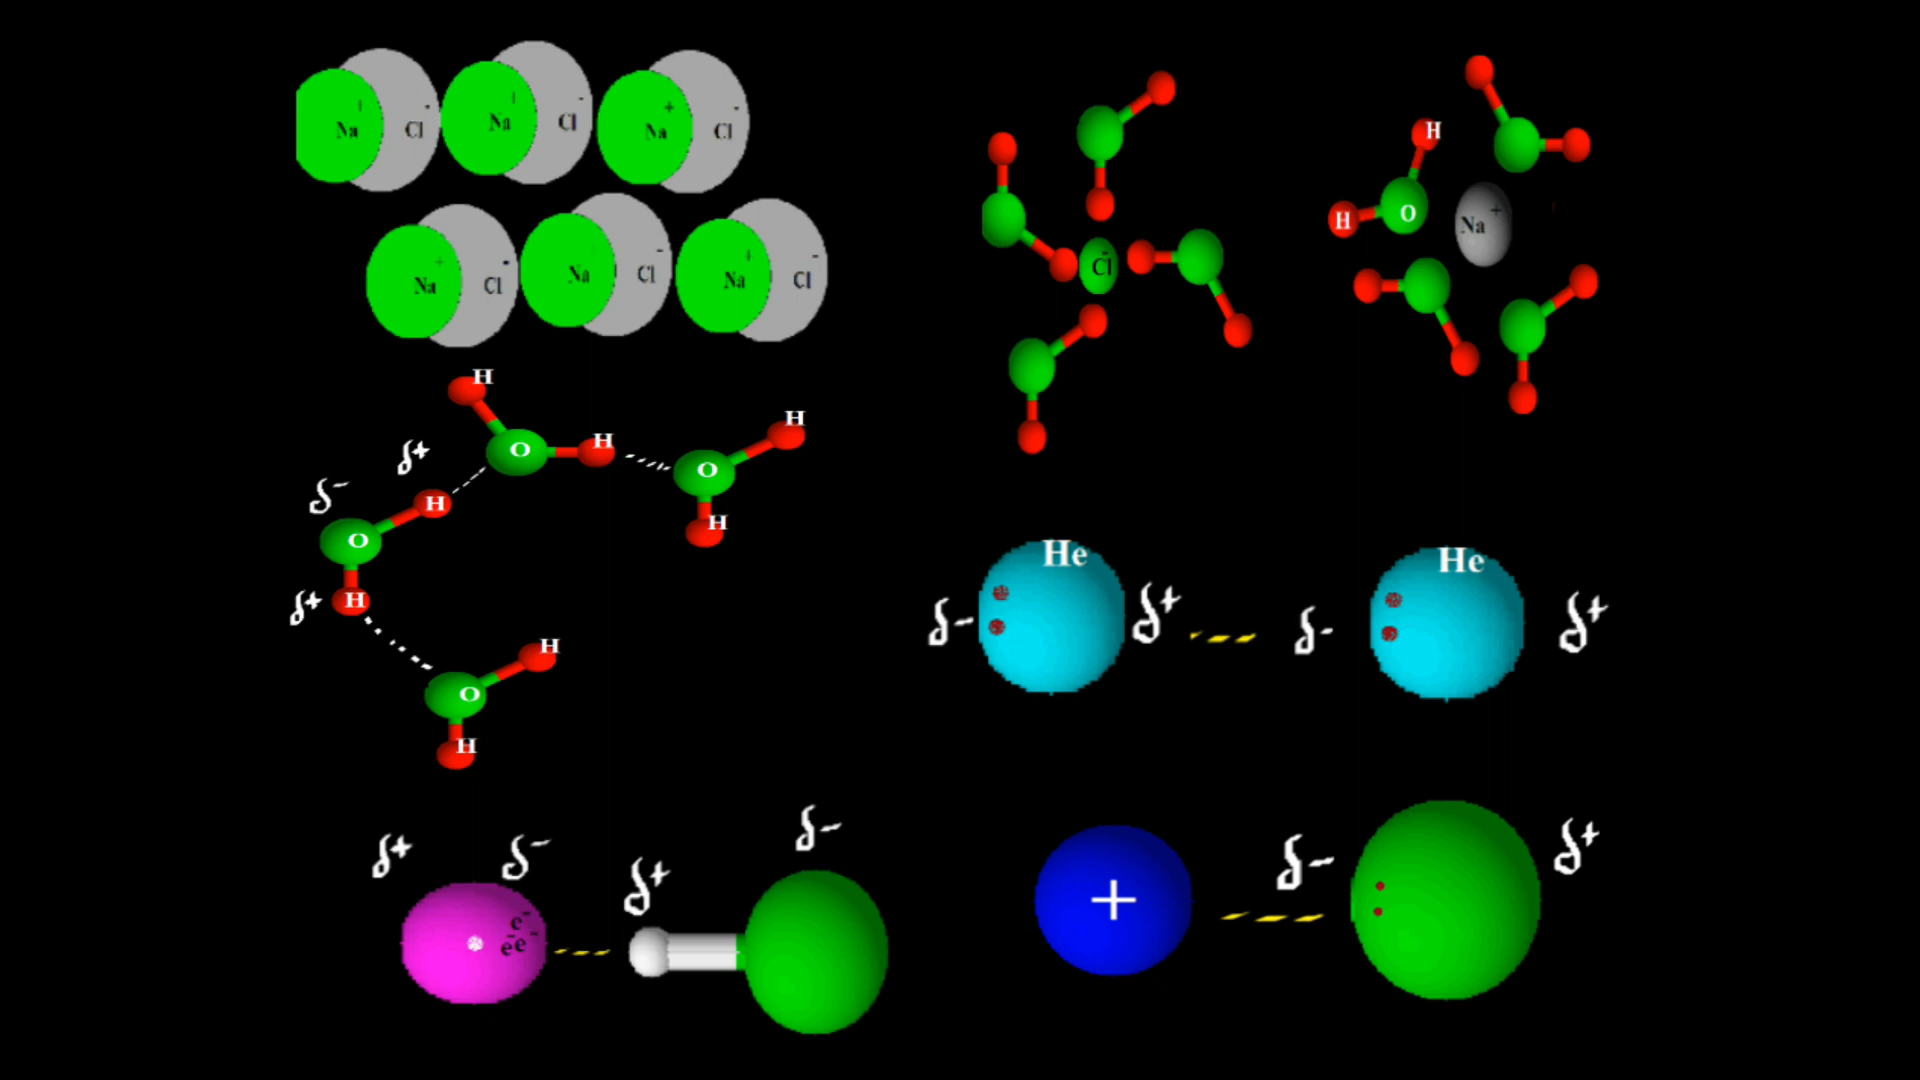 Na+ Cl- Na+ Cl- Na+ Cl-
Na+ Cl- Na Cl- Na+ Cl-
H
O H
δ+
δ-
H
O
δ+ H
H
O
H
H
O
H
Cl-
H
H O
Na+
He
δ- δ+
He
δ- δ+
δ+ δ-
e- e- e-
δ+
δ-
+
δ-
δ+